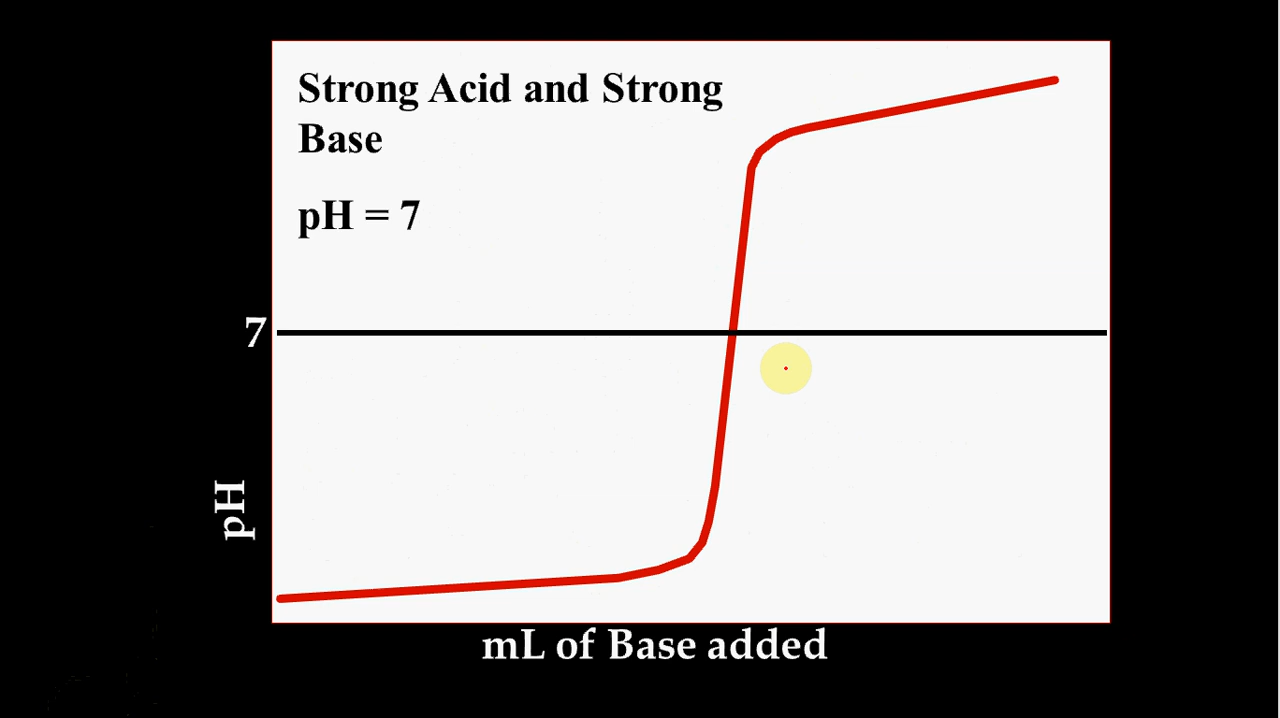 Strong Acid and Strong
Base
pH = 7
7
pH
mL of Base added